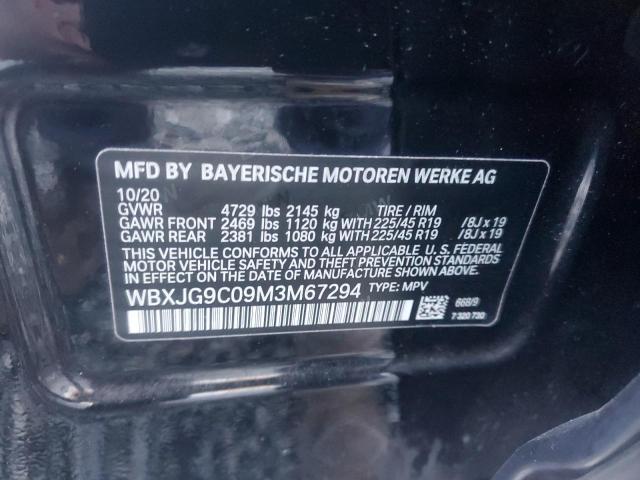 MFD BY BAYERISCHE MOTOREN WERKE AG
10/20
GVWR 4729 lbs 2145 kg TIRE / RIM
GAWR FRONT 2469 lbs 1120 kg WITH 225/45 R19 /8J x 19
GAWR REAR 2381 lbs 1080 kg WITH 225/45 R19 /8J x 19
THIS VEHICLE CONFORMS TO ALL APPLICABLE U. S. FEDERAL
MOTOR VEHICLE SAFETY AND THEFT PREVENTION STANDARDS
IN EFFECT ON THE DATE OF MANUFACTURE SHOWN ABOVE.
WBXJG9C09M3M67294 TYPE: MPV
668/9
7 320 730